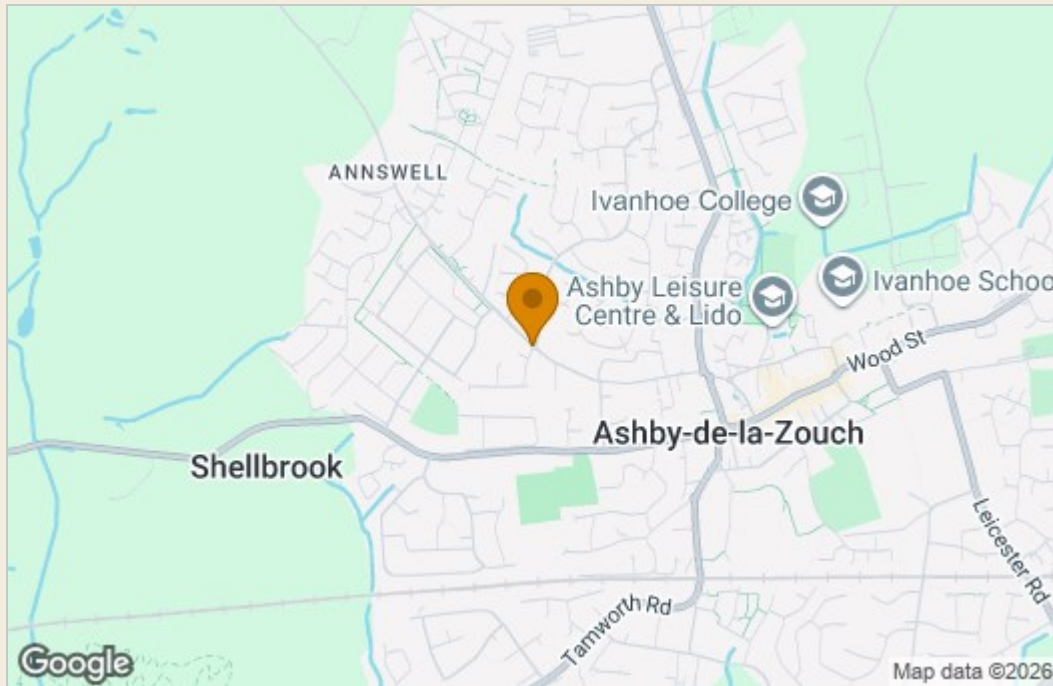 ANNSWELL
Ivanhoe College
Ashby Leisure
Centre & Lido
Ivanhoe Schoo
Wood St
Ashby-de-la-Zouch
Shellbrook
Leicester Rd
Tamworth Rd
Google
Map data ©2026